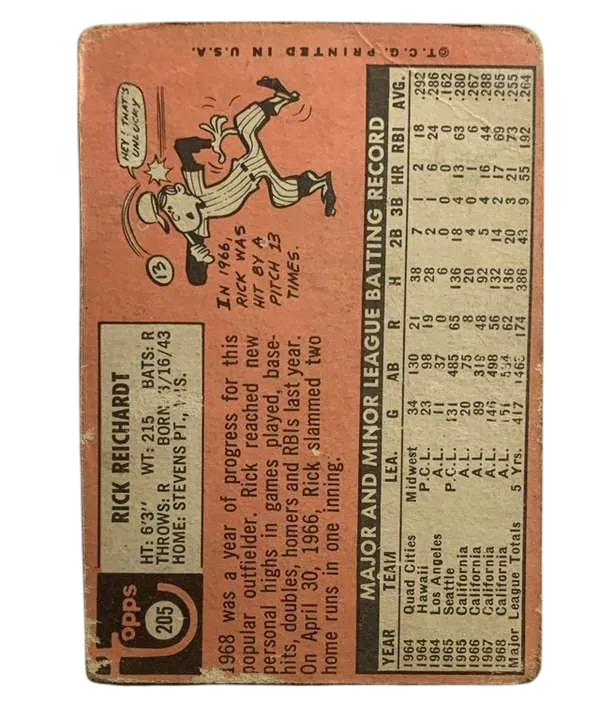 Topps
205
RICK REICHARDT
HT: 6'3" WT: 215 BATS: R
THROWS: R BORN: 3/16/43
HOME: STEVENS PT., WIS.
1968 was a year of progress for this
popular outfielder. Rick reached new
personal highs in games played, base-
hits, doubles, homers and RBIs last year.
On April 30, 1966, Rick slammed two
home runs in one inning.
13
HEY! THAT'S
UNLUCKY
IN 1966,
RICK WAS
HIT BY A
PITCH 13
TIMES.
MAJOR AND MINOR LEAGUE BATTING RECORD
YEAR TEAM LEA. G AB R H 2B 3B HR RBI AVG.
1964 Quad Cities Midwest 34 130 21 38 7 1 2 18 .292
1964 Hawaii P.C.L. 23 98 19 28 2 1 6 24 .286
1964 Los Angeles A.L. 11 37 0 6 0 0 0 0 .162
1965 Seattle P.C.L. 131 485 65 136 18 4 13 63 .280
1965 California A.L. 20 75 8 20 4 0 1 6 .267
1966 California A.L. 89 319 48 92 5 4 16 44 .288
1967 California A.L. 146 498 56 132 14 2 17 69 .265
1968 California A.L. 151 534 62 136 20 3 21 73 .255
Major League Totals 5 Yrs. 417 1463 174 386 43 9 55 192 .264
©T.C.G. PRINTED IN U.S.A.